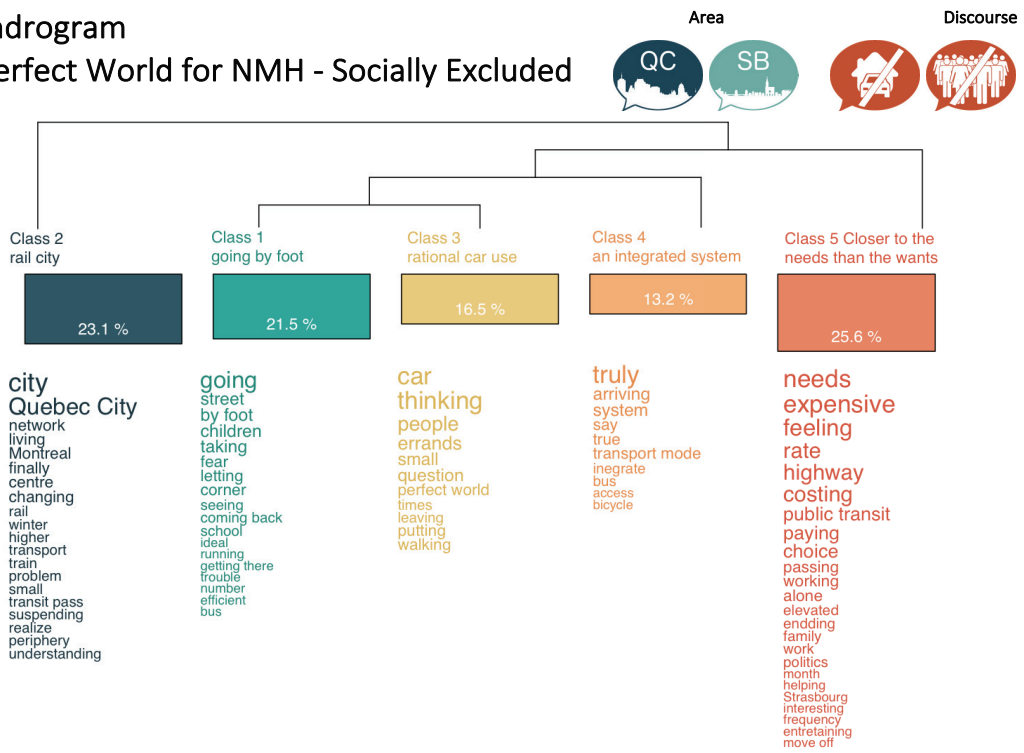 Area
Discourse
ndrogram
erfect World for NMH - Socially Excluded
QC
SB
Class 2
rail city
23.1 %
city
Quebec City
network
living
Montreal
finally
centre
changing
rail
winter
higher
transport
train
problem
small
transit pass
suspending
realize
periphery
understanding
Class 1
going by foot
21.5 %
going
street
by foot
children
taking
fear
letting
corner
seeing
coming back
school
ideal
running
getting there
trouble
number
efficient
bus
Class 3
rational car use
16.5 %
car
thinking
people
errands
small
question
perfect world
times
leaving
putting
walking
Class 4
an integrated system
13.2 %
truly
arriving
system
say
true
transport mode
inegrate
bus
access
bicycle
Class 5 Closer to the
needs than the wants
25.6 %
needs
expensive
feeling
rate
highway
costing
public transit
paying
choice
passing
working
alone
elevated
endding
family
work
politics
month
helping
Strasbourg
interesting
frequency
entretaining
move off